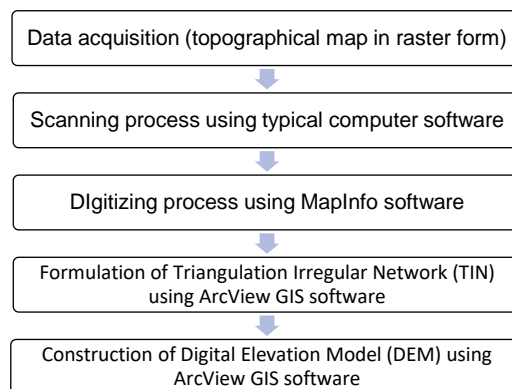 Data acquisition (topographical map in raster form)
Scanning process using typical computer software
DIgitizing process using MapInfo software
Formulation of Triangulation Irregular Network (TIN)
using ArcView GIS software
Construction of Digital Elevation Model (DEM) using
ArcView GIS software